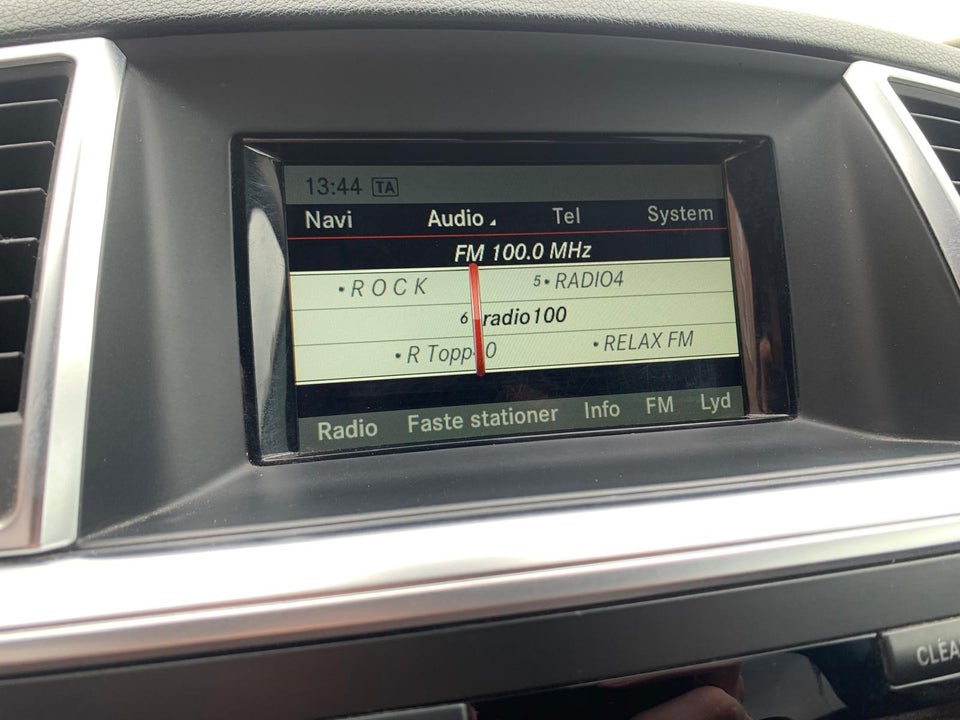 13:44 TA
Navi Audio Tel System
FM 100.0 MHz
• R O C K 5 • RADIO4
6 radio100
• R Topp 0 • RELAX FM
Radio Faste stationer Info FM Lyd